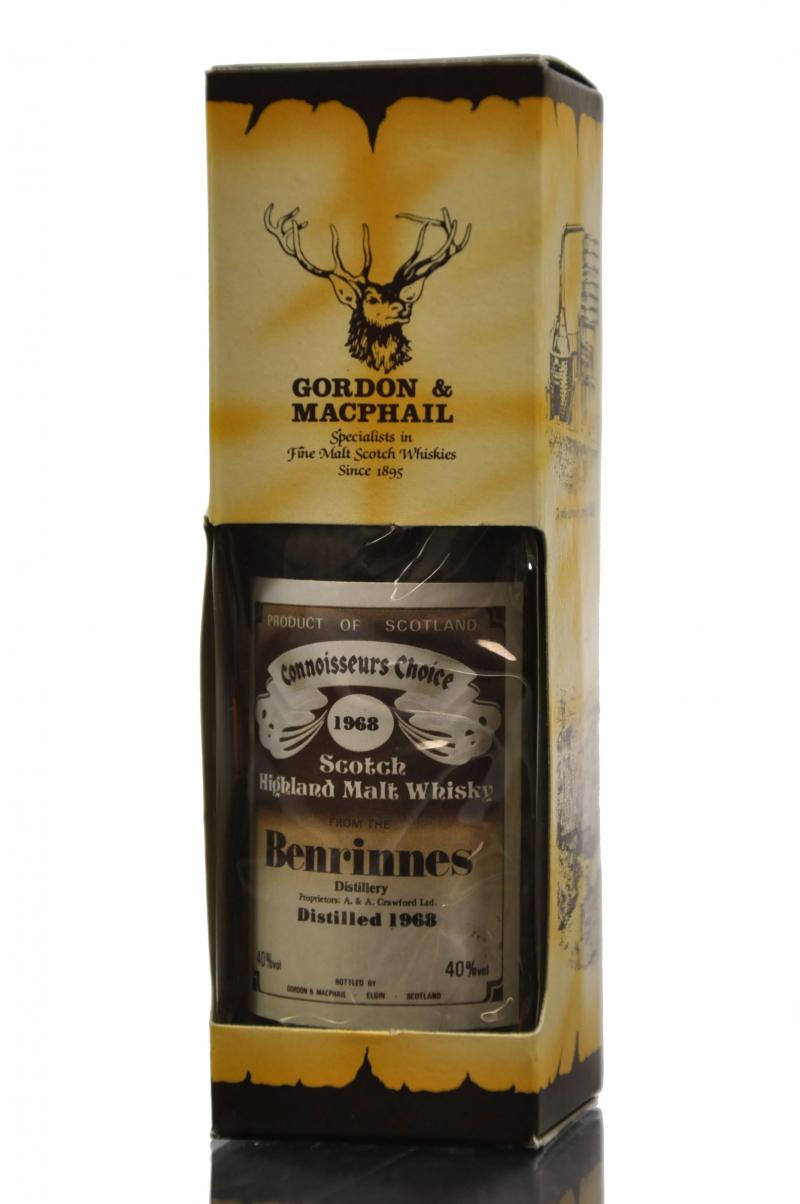 GORDON &
MACPHAIL
Specialists in
Fine Malt Scotch Whiskies
Since 1895
PRODUCT OF SCOTLAND
Connoisseurs Choice
1968
Scotch
Highland Malt Whisky
FROM THE
Benrinnes
Distillery
Proprietors: A. & A. Crawford Ltd.
Distilled 1968
40%vol 40%vol
BOTTLED BY
GORDON & MACPHAIL · ELGIN · SCOTLAND